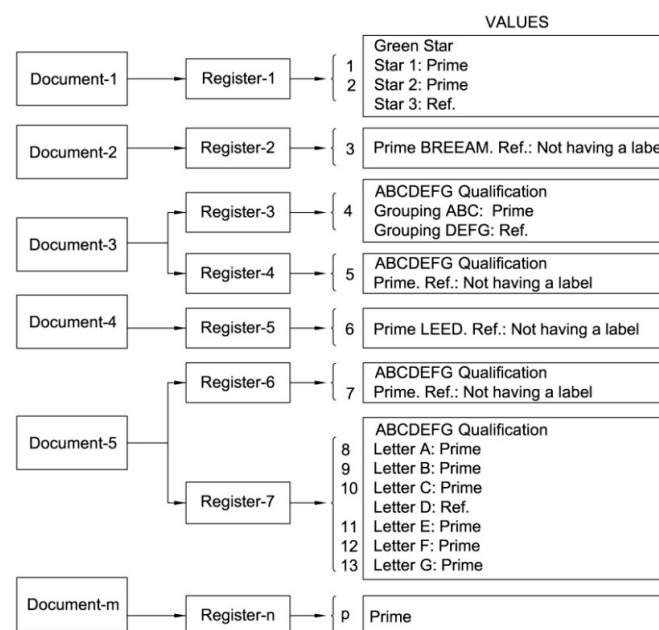 VALUES
Document-1
Register-1
Green Star
1 Star 1: Prime
2 Star 2: Prime
Star 3: Ref.
Document-2
Register-2
3 Prime BREEAM. Ref.: Not having a labe
Document-3
Register-3
ABCDEFG Qualification
4 Grouping ABC: Prime
Grouping DEFG: Ref.
Register-4
ABCDEFG Qualification
5 Prime. Ref.: Not having a label
Document-4
Register-5
6 Prime LEED. Ref.: Not having a label
Document-5
Register-6
ABCDEFG Qualification
7 Prime. Ref.: Not having a label
Register-7
ABCDEFG Qualification
8 Letter A: Prime
9 Letter B: Prime
10 Letter C: Prime
Letter D: Ref.
11 Letter E: Prime
12 Letter F: Prime
13 Letter G: Prime
Document-m
Register-n
p Prime